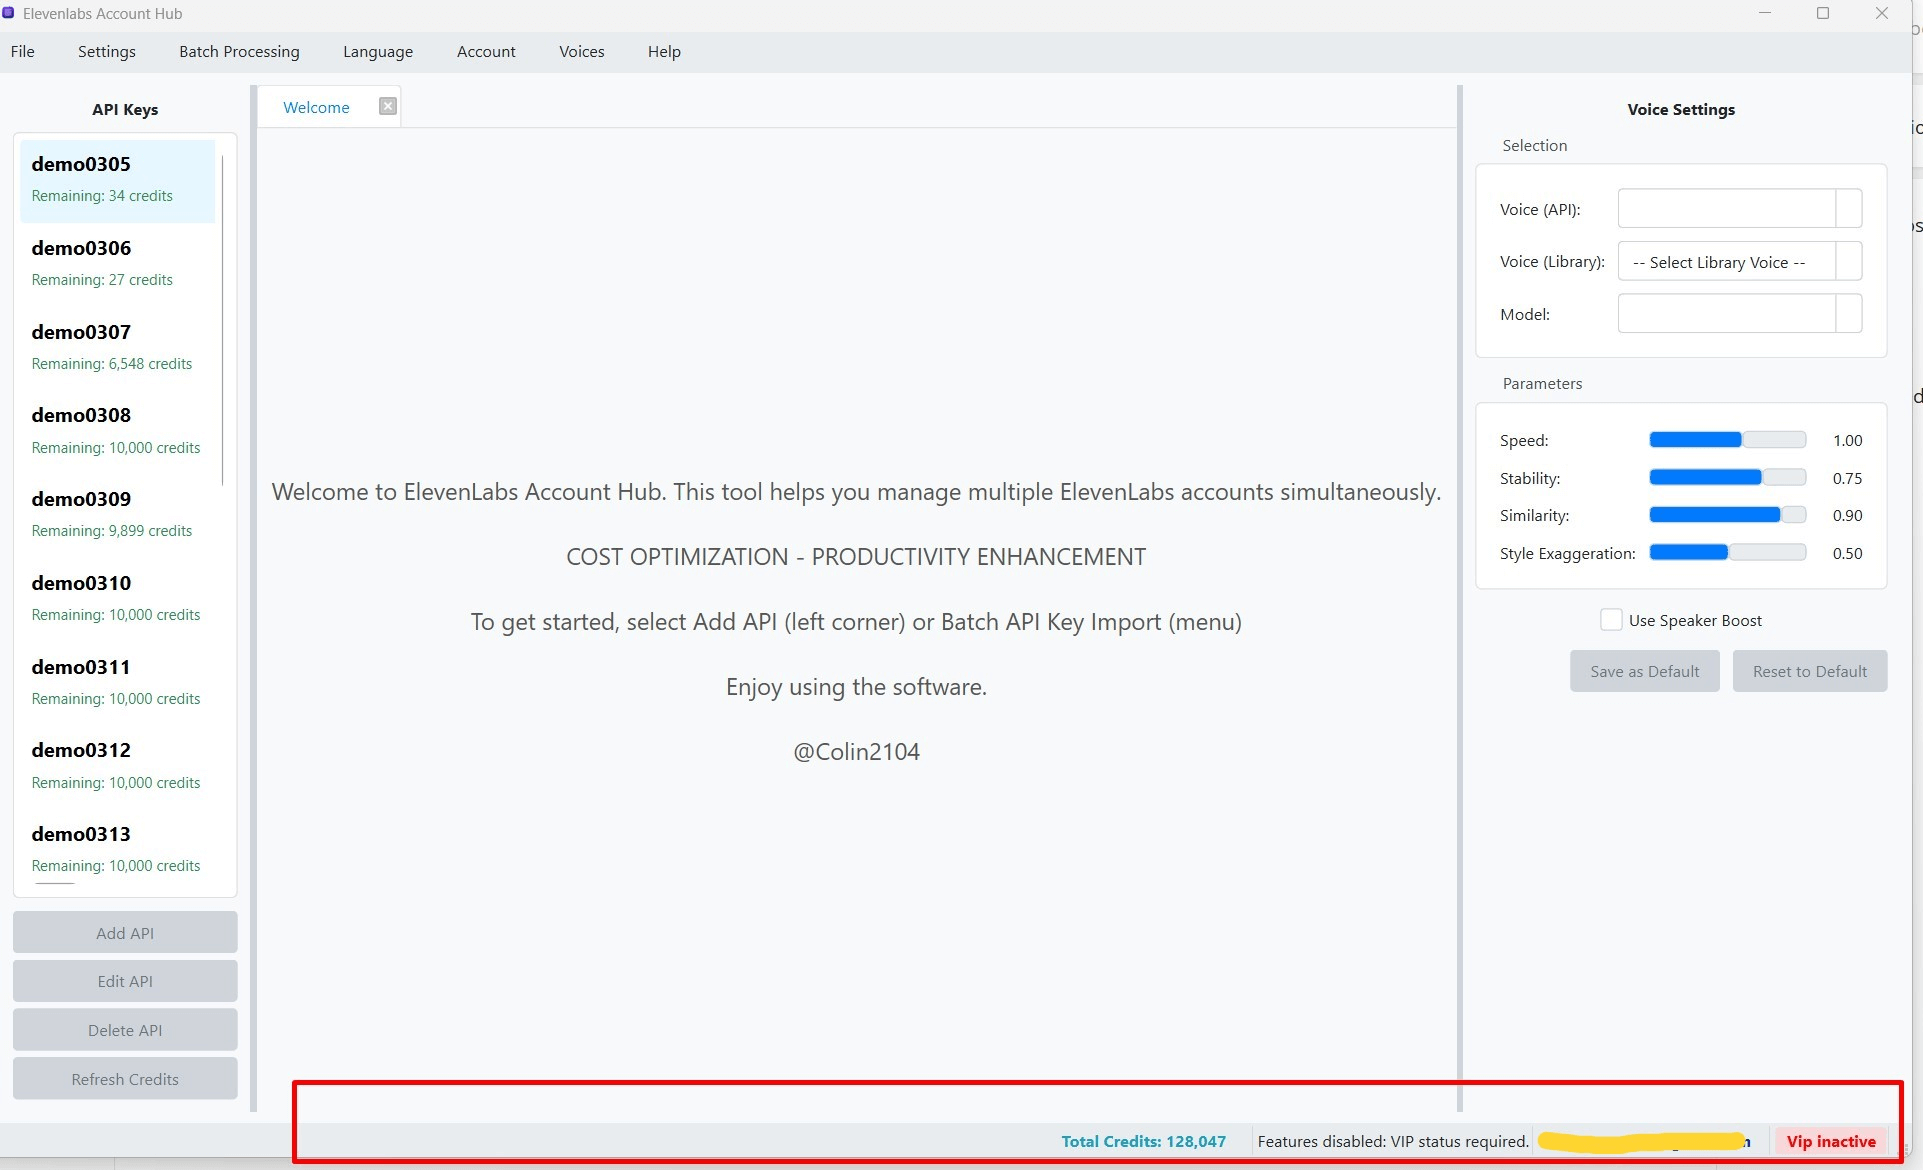 Elevenlabs Account Hub
File Settings Batch Processing Language Account Voices Help
API Keys
demo0305
Remaining: 34 credits
demo0306
Remaining: 27 credits
demo0307
Remaining: 6,548 credits
demo0308
Remaining: 10,000 credits
demo0309
Remaining: 9,899 credits
demo0310
Remaining: 10,000 credits
demo0311
Remaining: 10,000 credits
demo0312
Remaining: 10,000 credits
demo0313
Remaining: 10,000 credits
Add API
Edit API
Delete API
Refresh Credits
Welcome
Welcome to ElevenLabs Account Hub. This tool helps you manage multiple ElevenLabs accounts simultaneously.
COST OPTIMIZATION - PRODUCTIVITY ENHANCEMENT
To get started, select Add API (left corner) or Batch API Key Import (menu)
Enjoy using the software.
@Colin2104
Voice Settings
Selection
Voice (API):
Voice (Library): -- Select Library Voice --
Model:
Parameters
Speed: 1.00
Stability: 0.75
Similarity: 0.90
Style Exaggeration: 0.50
Use Speaker Boost
Save as Default Reset to Default
Total Credits: 128,047 Features disabled: VIP status required. Vip inactive